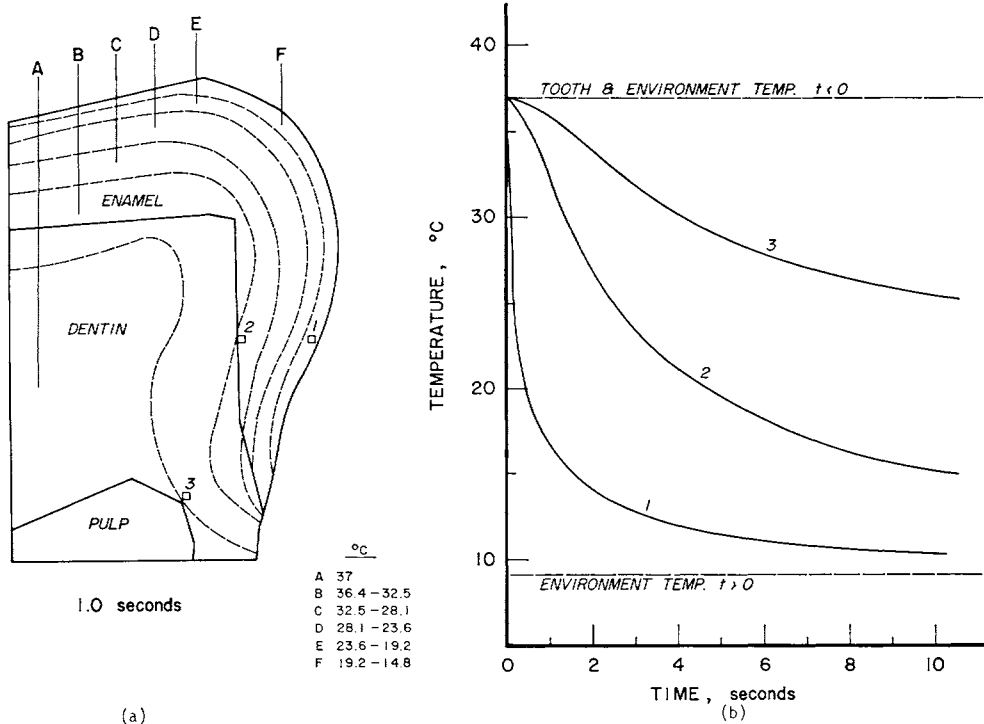 A
B
C
D
E
F
ENAMEL
DENTIN
2
1
3
PULP
1.0 seconds
°C
A 37
B 36.4 – 32.5
C 32.5 – 28.1
D 28.1 – 23.6
E 23.6 – 19.2
F 19.2 – 14.8
(a)
40
30
20
10
TEMPERATURE, °C
TOOTH & ENVIRONMENT TEMP. t < 0
3
2
1
ENVIRONMENT TEMP. t > 0
0 2 4 6 8 10
TIME, seconds
(b)